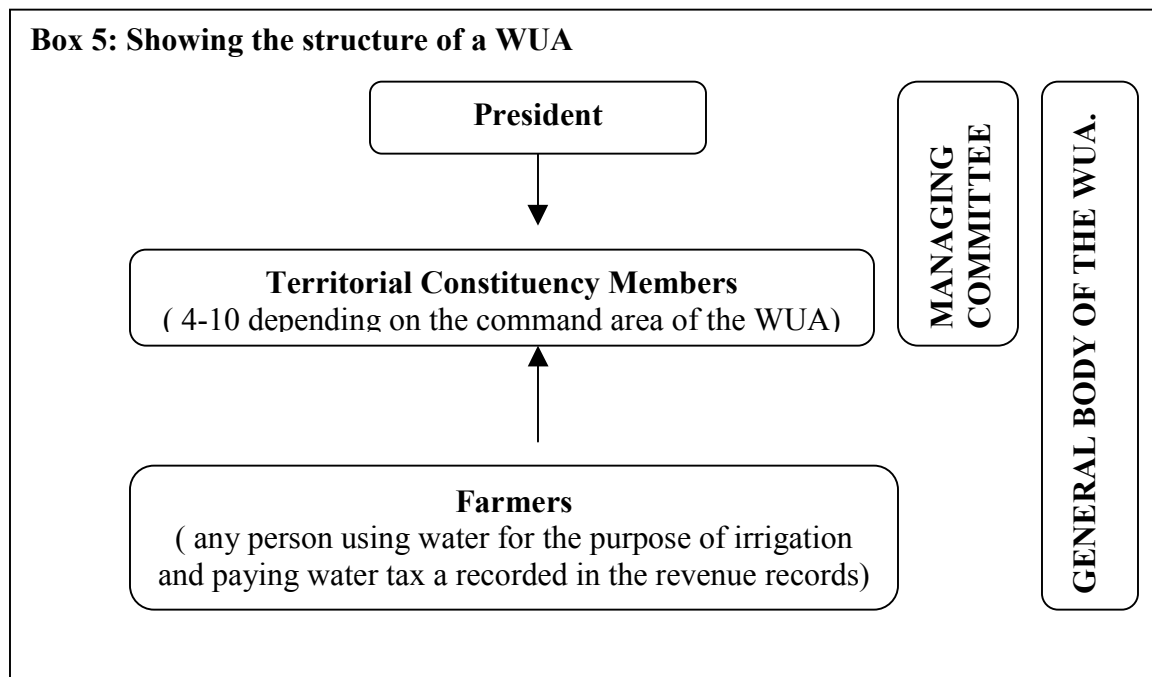 Box 5: Showing the structure of a WUA
President
Territorial Constituency Members
( 4-10 depending on the command area of the WUA)
Farmers
( any person using water for the purpose of irrigation
and paying water tax a recorded in the revenue records)
MANAGING
COMMITTEE
GENERAL BODY OF THE WUA.